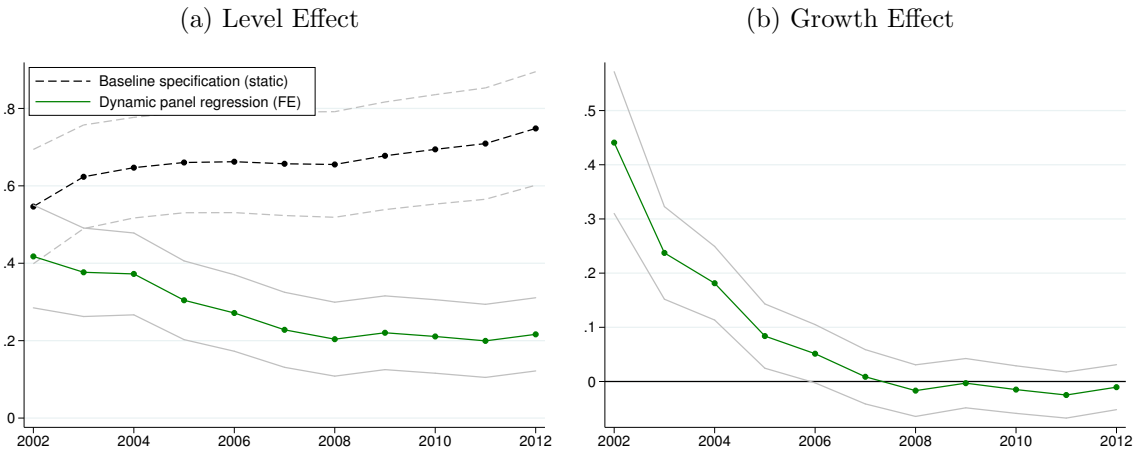 (a) Level Effect
Baseline specification (static)
Dynamic panel regression (FE)
.8
.6
.4
.2
0
2002 2004 2006 2008 2010 2012
(b) Growth Effect
.5
.4
.3
.2
.1
0
2002 2004 2006 2008 2010 2012